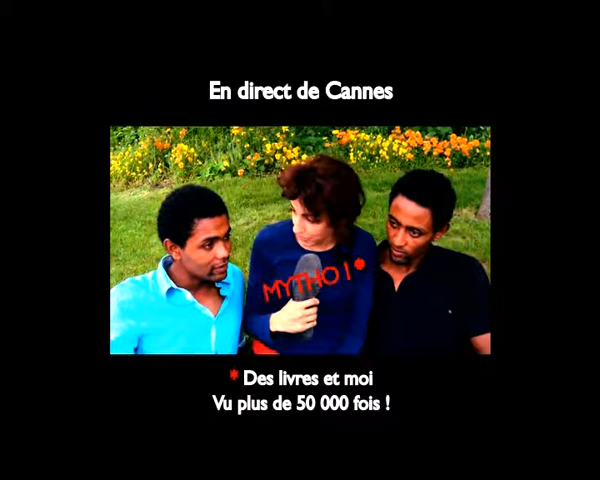 En direct de Cannes
MYTHO I *
* Des livres et moi
Vu plus de 50 000 fois !